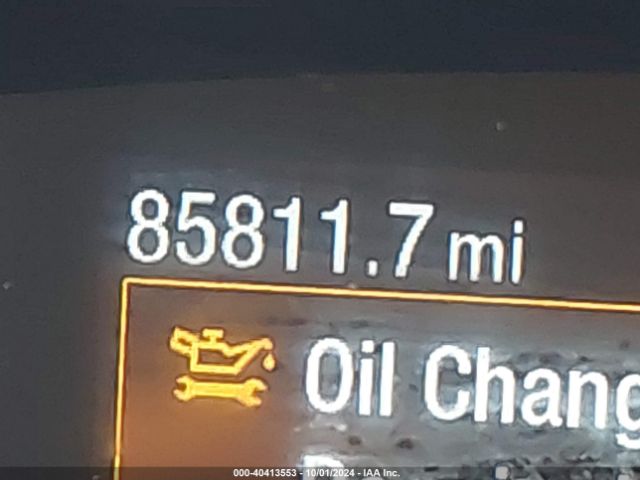 85811.7 mi
Oil Chang
000-40413553 - 10/01/2024 - IAA Inc.